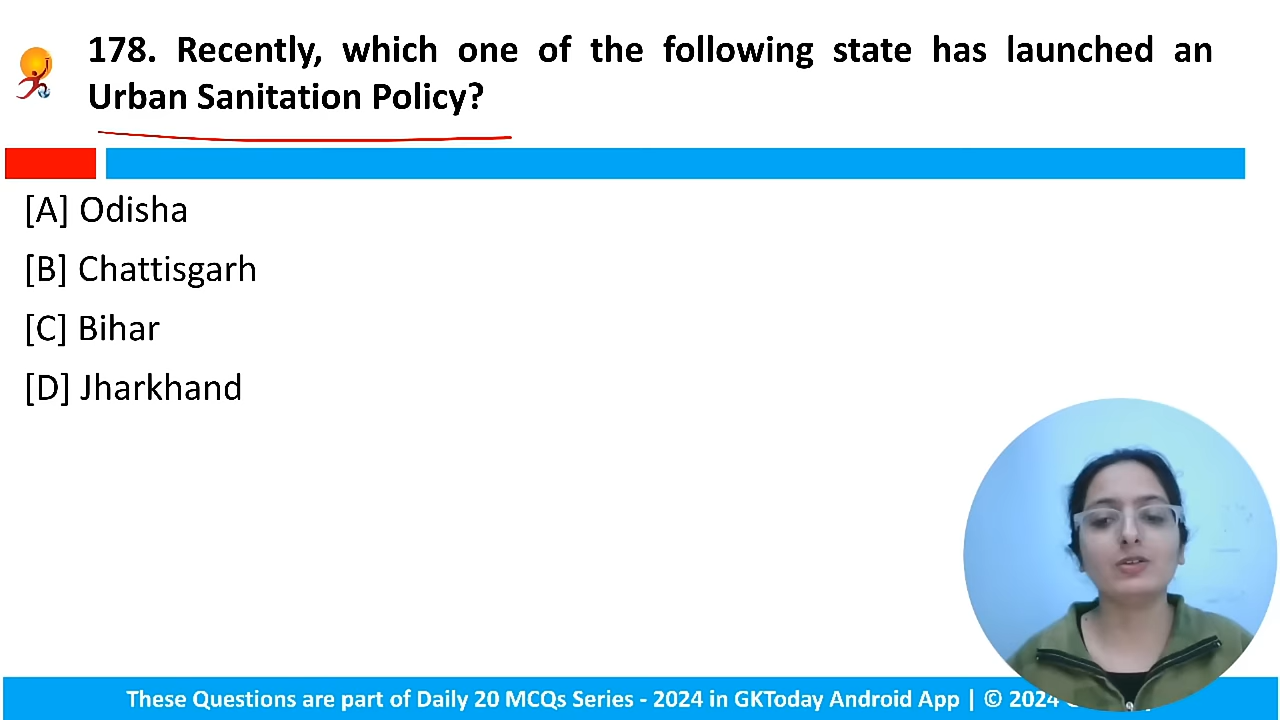 178. Recently, which one of the following state has launched an
Urban Sanitation Policy?
[A] Odisha
[B] Chattisgarh
[C] Bihar
[D] Jharkhand
These Questions are part of Daily 20 MCQs Series - 2024 in GKToday Android App | © 2024